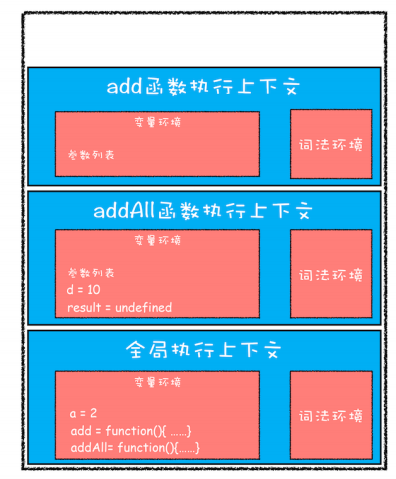 add函数执行上下文
变量环境
参数列表
词法环境
addAll函数执行上下文
变量环境
参数列表
d = 10
result = undefined
词法环境
全局执行上下文
变量环境
a = 2
add = function(){ ......}
addAll= function(){......}
词法环境